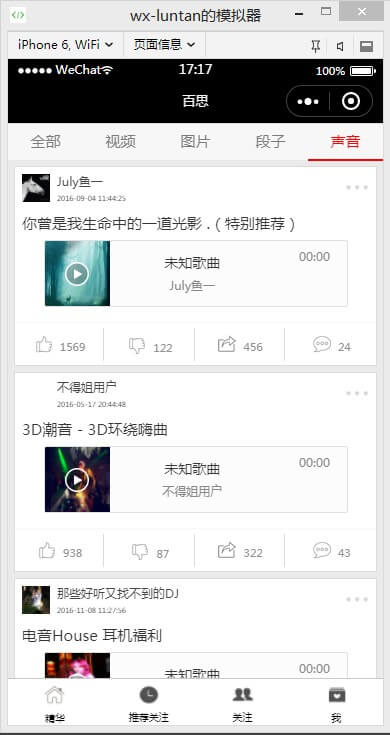 wx-luntan的模拟器
iPhone 6, WiFi 页面信息
WeChat 17:17 100%
百思
全部 视频 图片 段子 声音
July鱼一
2016-09-04 11:44:25
你曾是我生命中的一道光影 .（特别推荐）
未知歌曲 00:00
July鱼一
1569 122 456 24
不得姐用户
2016-05-17 20:44:48
3D潮音 - 3D环绕嗨曲
未知歌曲 00:00
不得姐用户
938 87 322 43
那些好听又找不到的DJ
2016-11-08 11:27:56
电音House 耳机福利
未知歌曲 00:00
精华 推荐关注 关注 我